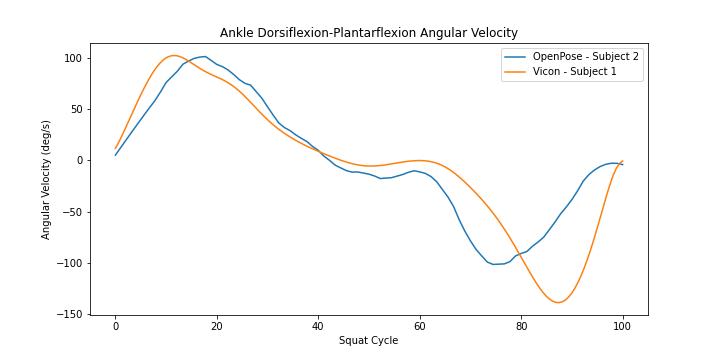 Ankle Dorsiflexion-Plantarflexion Angular Velocity
OpenPose - Subject 2
Vicon - Subject 1
Angular Velocity (deg/s)
100
50
0
−50
−100
−150
0 20 40 60 80 100
Squat Cycle